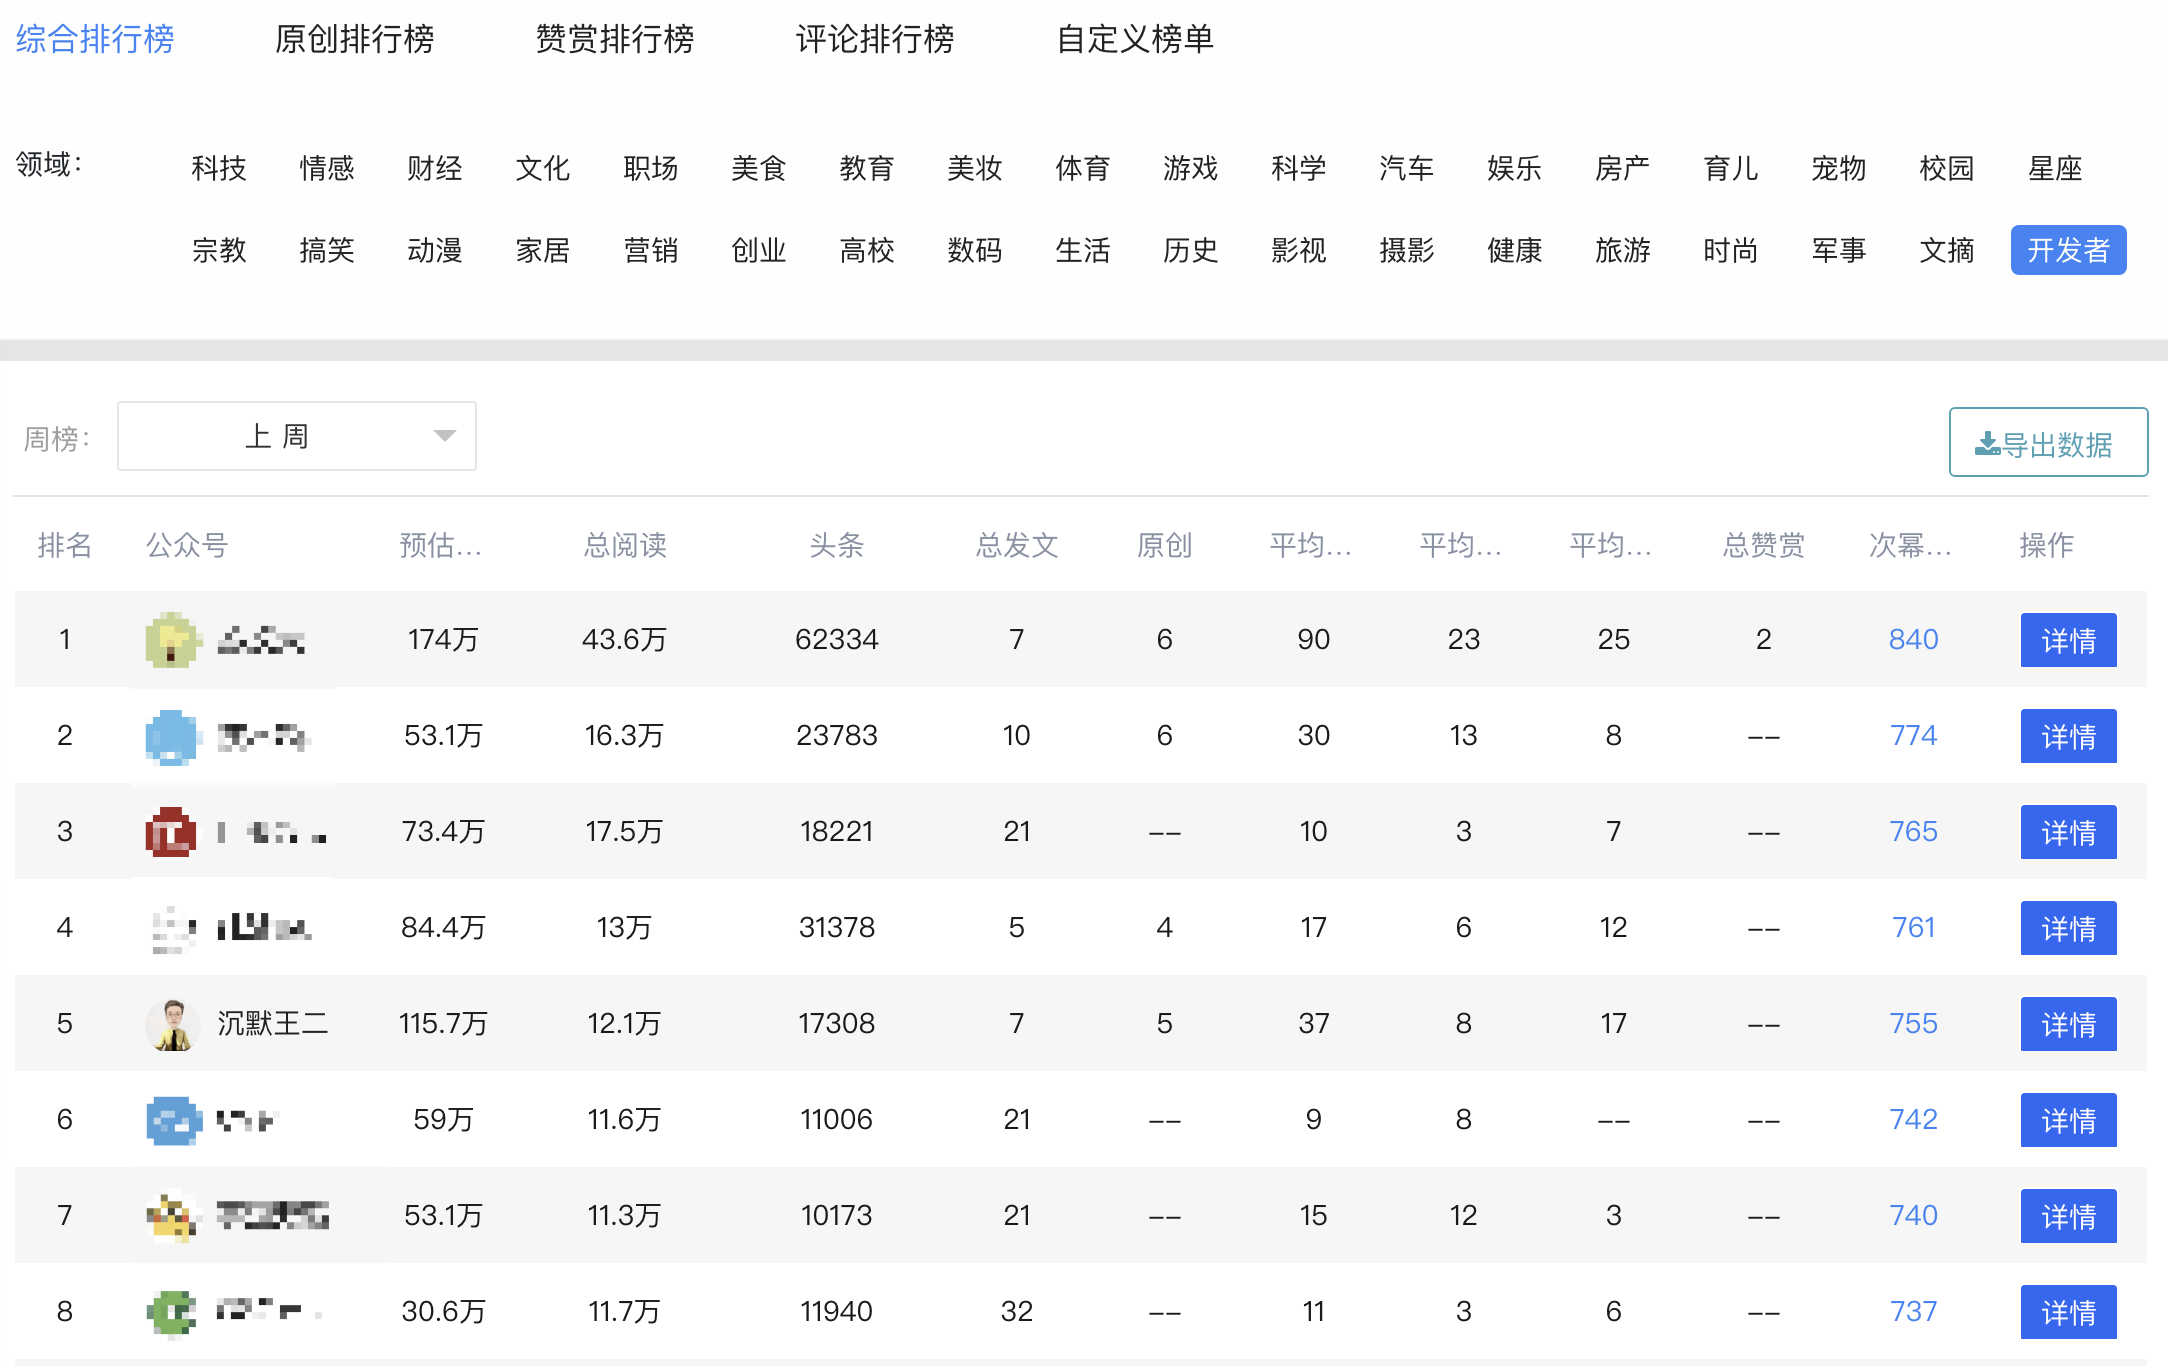 综合排行榜 原创排行榜 赞赏排行榜 评论排行榜 自定义榜单
领域： 科技 情感 财经 文化 职场 美食 教育 美妆 体育 游戏 科学 汽车 娱乐 房产 育儿 宠物 校园 星座
宗教 搞笑 动漫 家居 营销 创业 高校 数码 生活 历史 影视 摄影 健康 旅游 时尚 军事 文摘 开发者
周榜： 上 周 导出数据
排名 公众号 预估... 总阅读 头条 总发文 原创 平均... 平均... 平均... 总赞赏 次幂... 操作
1 174万 43.6万 62334 7 6 90 23 25 2 840 详情
2 53.1万 16.3万 23783 10 6 30 13 8 -- 774 详情
3 73.4万 17.5万 18221 21 -- 10 3 7 -- 765 详情
4 84.4万 13万 31378 5 4 17 6 12 -- 761 详情
5 沉默王二 115.7万 12.1万 17308 7 5 37 8 17 -- 755 详情
6 59万 11.6万 11006 21 -- 9 8 -- -- 742 详情
7 53.1万 11.3万 10173 21 -- 15 12 3 -- 740 详情
8 30.6万 11.7万 11940 32 -- 11 3 6 -- 737 详情